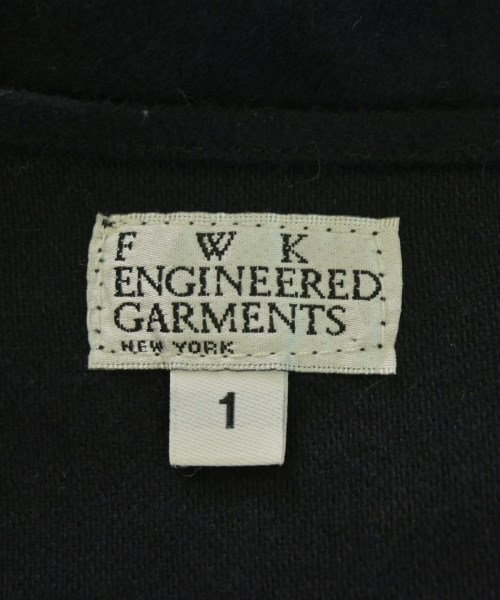 F W K
ENGINEERED
GARMENTS
NEW YORK
1